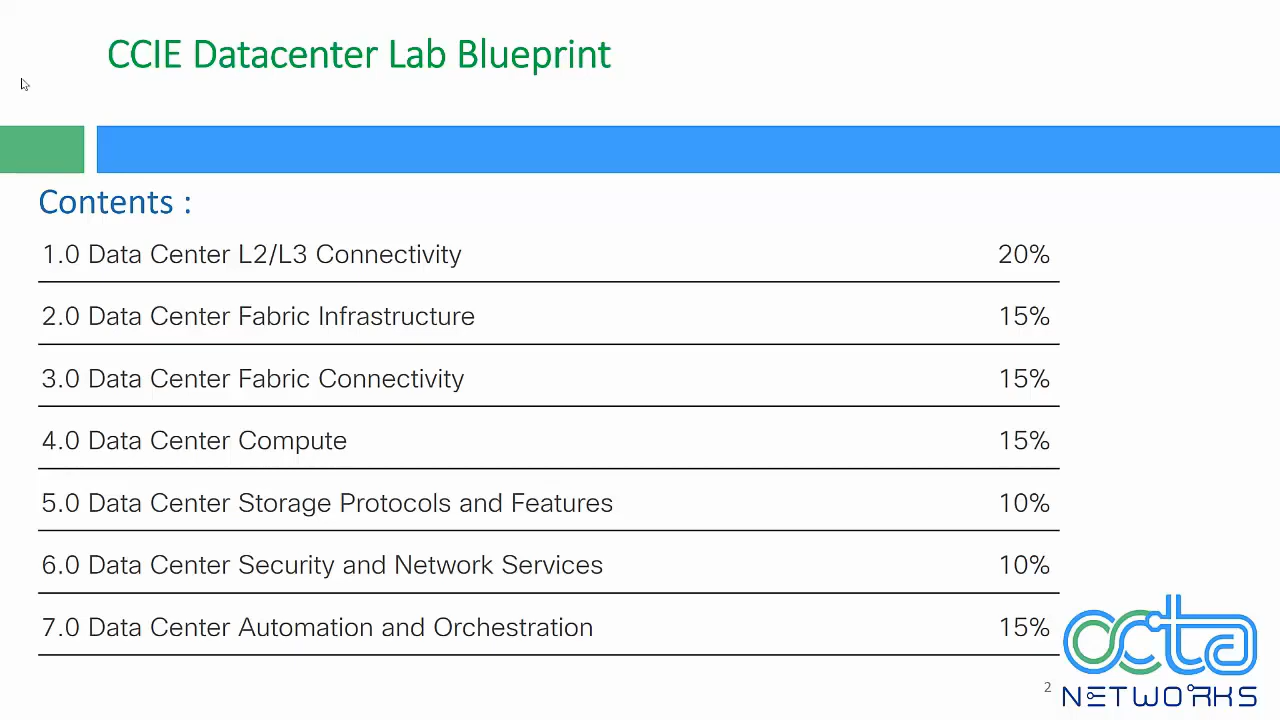 CCIE Datacenter Lab Blueprint
Contents :
1.0 Data Center L2/L3 Connectivity 20%
2.0 Data Center Fabric Infrastructure 15%
3.0 Data Center Fabric Connectivity 15%
4.0 Data Center Compute 15%
5.0 Data Center Storage Protocols and Features 10%
6.0 Data Center Security and Network Services 10%
7.0 Data Center Automation and Orchestration 15%
2
octa
NETWORKS